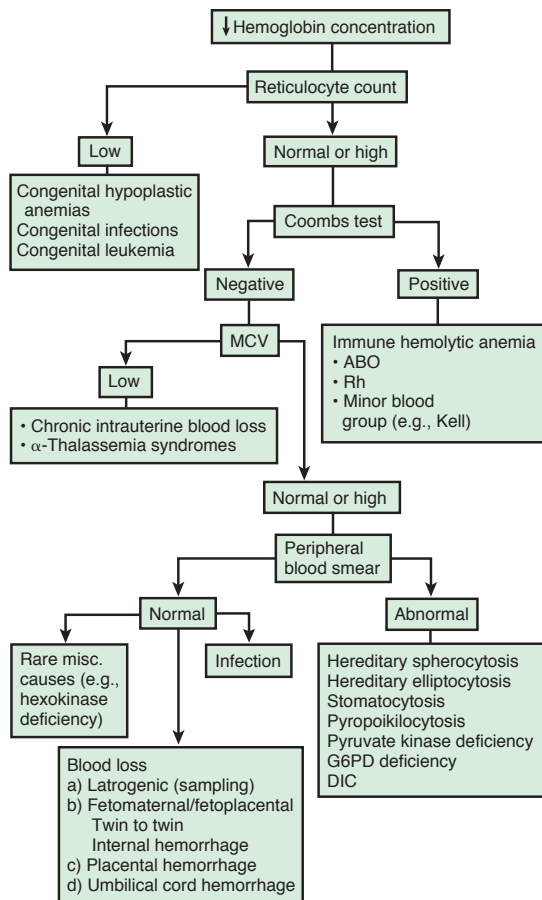 ↓ Hemoglobin concentration
Reticulocyte count
Low
Normal or high
Congenital hypoplastic
anemias
Congenital infections
Congenital leukemia
Coombs test
Negative
Positive
MCV
Immune hemolytic anemia
• ABO
• Rh
• Minor blood
group (e.g., Kell)
Low
• Chronic intrauterine blood loss
• α-Thalassemia syndromes
Normal or high
Peripheral
blood smear
Normal
Abnormal
Rare misc.
causes (e.g.,
hexokinase
deficiency)
Infection
Hereditary spherocytosis
Hereditary elliptocytosis
Stomatocytosis
Pyropoikilocytosis
Pyruvate kinase deficiency
G6PD deficiency
DIC
Blood loss
a) Latrogenic (sampling)
b) Fetomaternal/fetoplacental
Twin to twin
Internal hemorrhage
c) Placental hemorrhage
d) Umbilical cord hemorrhage